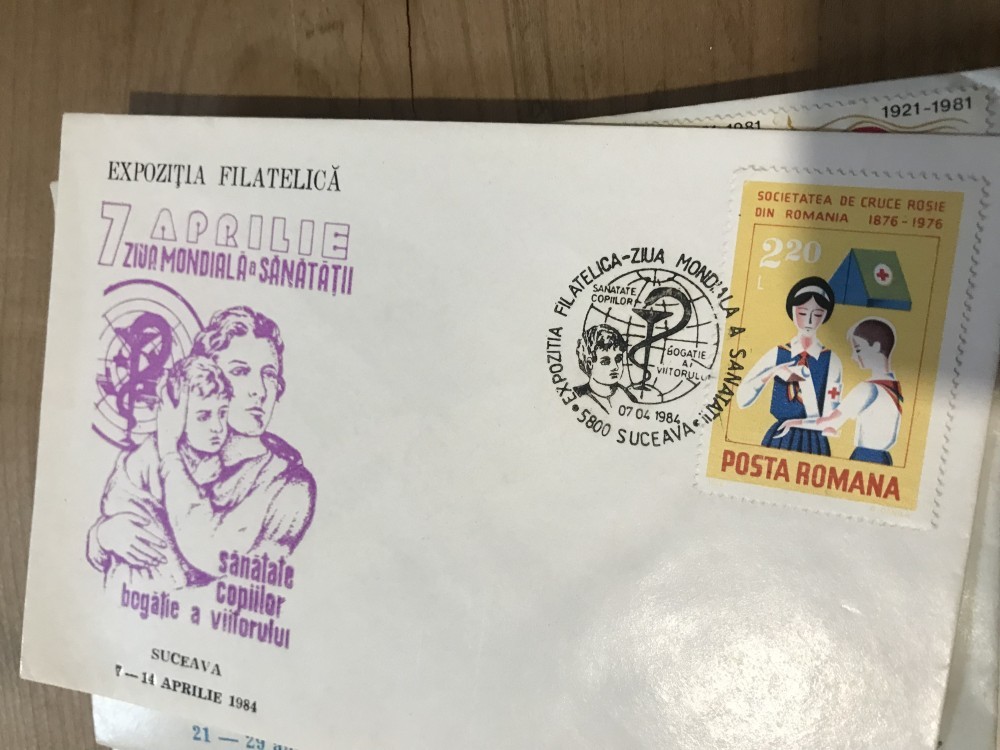 EXPOZIȚIA FILATELICĂ
7 APRILIE
ZIUA MONDIALĂ a SĂNĂTĂȚII
sănătate
copiilor
bogăție a viitorului
SUCEAVA
7—14 APRILIE 1984
EXPOZITIA FILATELICA-ZIUA MONDIALA A SANATATII
SANATATE
COPIILOR
BOGATIE
A
VIITORULUI
07 04 1984
5800 SUCEAVA
SOCIETATEA DE CRUCE ROȘIE
DIN ROMANIA 1876-1976
2,20
L
POSTA ROMANA
1921-1981
1981
21 — 29